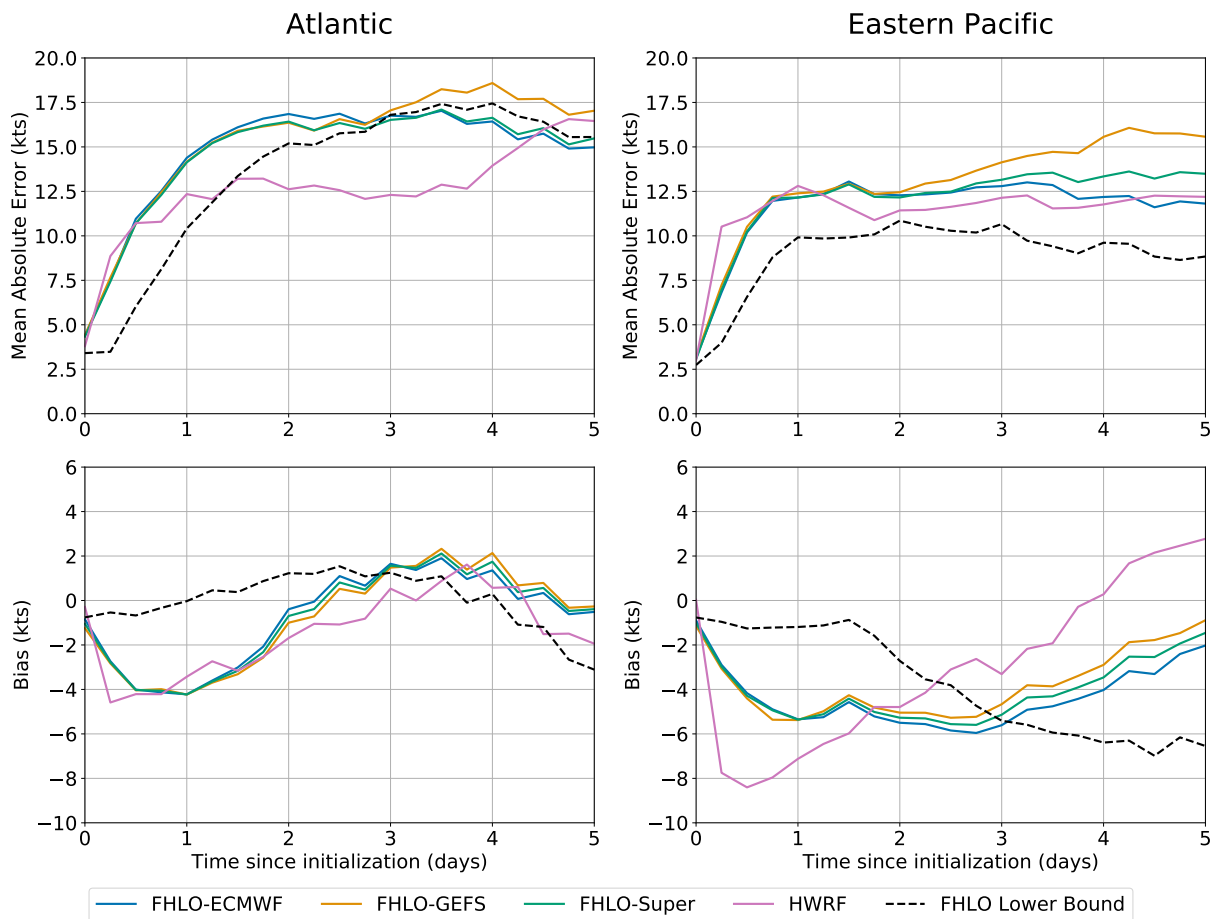 Atlantic
Eastern Pacific
20.0
17.5
15.0
12.5
10.0
7.5
5.0
2.5
0.0
Mean Absolute Error (kts)
0 1 2 3 4 5
20.0
17.5
15.0
12.5
10.0
7.5
5.0
2.5
0.0
Mean Absolute Error (kts)
0 1 2 3 4 5
6
4
2
0
−2
−4
−6
−8
−10
Bias (kts)
0 1 2 3 4 5
Time since initialization (days)
6
4
2
0
−2
−4
−6
−8
−10
Bias (kts)
0 1 2 3 4 5
Time since initialization (days)
FHLO-ECMWF FHLO-GEFS FHLO-Super HWRF FHLO Lower Bound